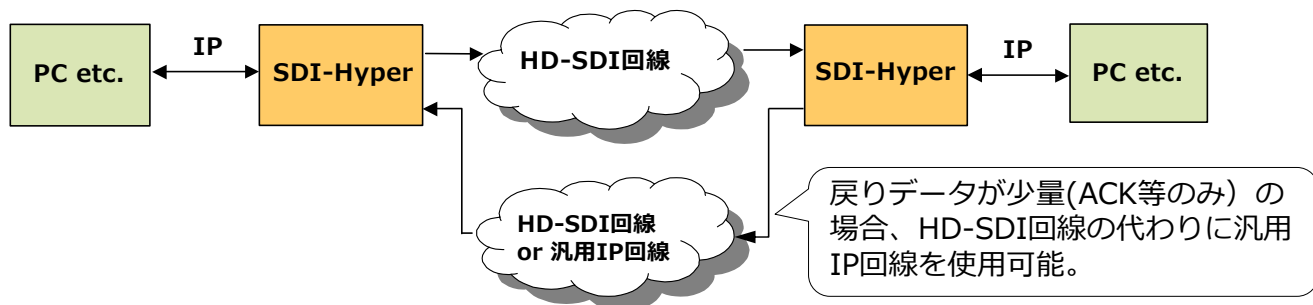 PC etc.
IP
SDI-Hyper
HD-SDI回線
SDI-Hyper
IP
PC etc.
HD-SDI回線
or 汎用IP回線
戻りデータが少量(ACK等のみ）の
場合、HD-SDI回線の代わりに汎用
IP回線を使用可能。